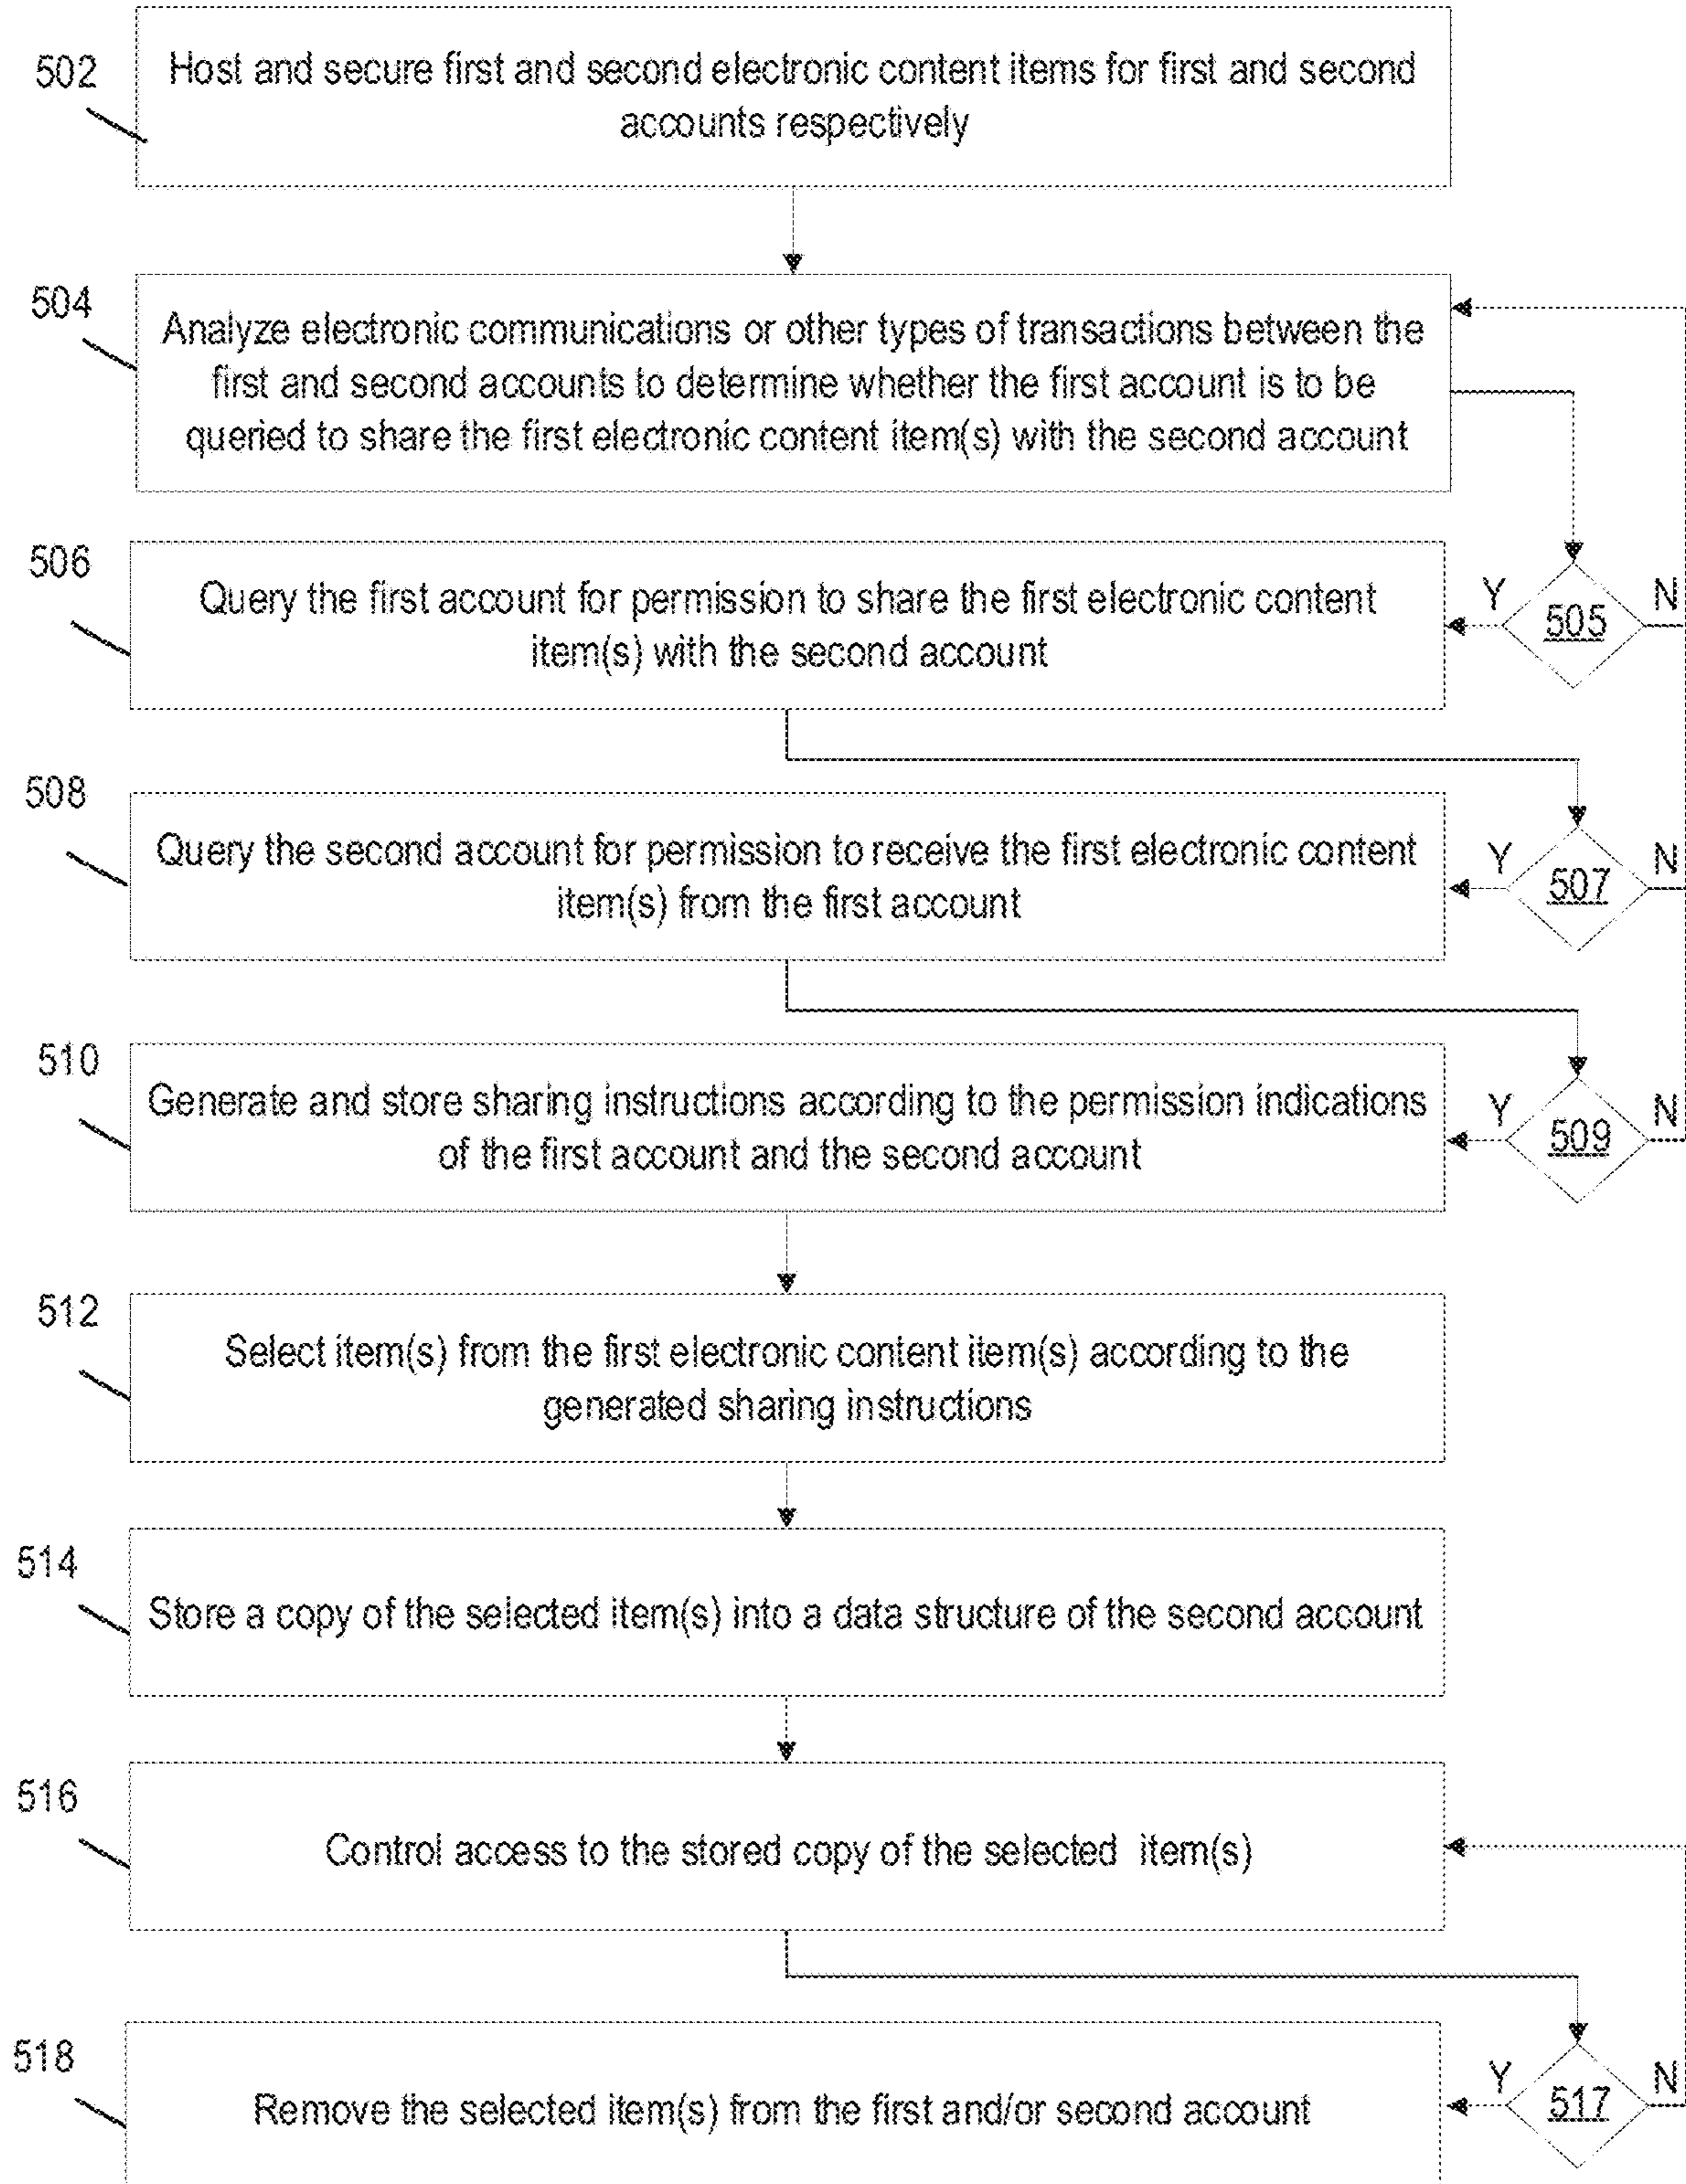 502
Host and secure first and second electronic content items for first and second
accounts respectively
504
Analyze electronic communications or other types of transactions between the
first and second accounts to determine whether the first account is to be
queried to share the first electronic content item(s) with the second account
506
Query the first account for permission to share the first electronic content
item(s) with the second account
Y
505
N
508
Query the second account for permission to receive the first electronic content
item(s) from the first account
Y
507
N
510
Generate and store sharing instructions according to the permission indications
of the first account and the second account
Y
509
N
512
Select item(s) from the first electronic content item(s) according to the
generated sharing instructions
514
Store a copy of the selected item(s) into a data structure of the second account
516
Control access to the stored copy of the selected item(s)
518
Remove the selected item(s) from the first and/or second account
Y
517
N